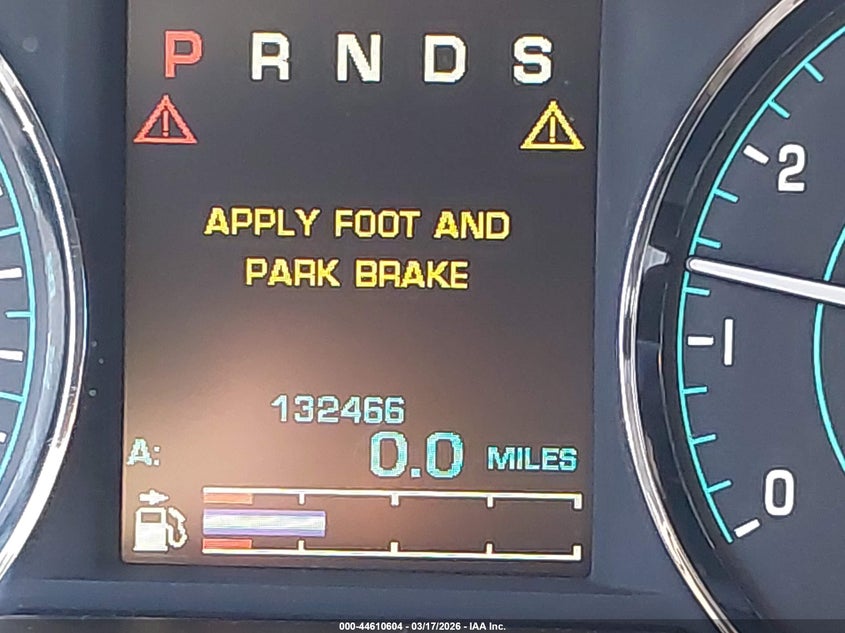 P R N D S
APPLY FOOT AND
PARK BRAKE
132466
A: 0.0 MILES
2
1
0
000-44610604 - 03/17/2026 - IAA Inc.